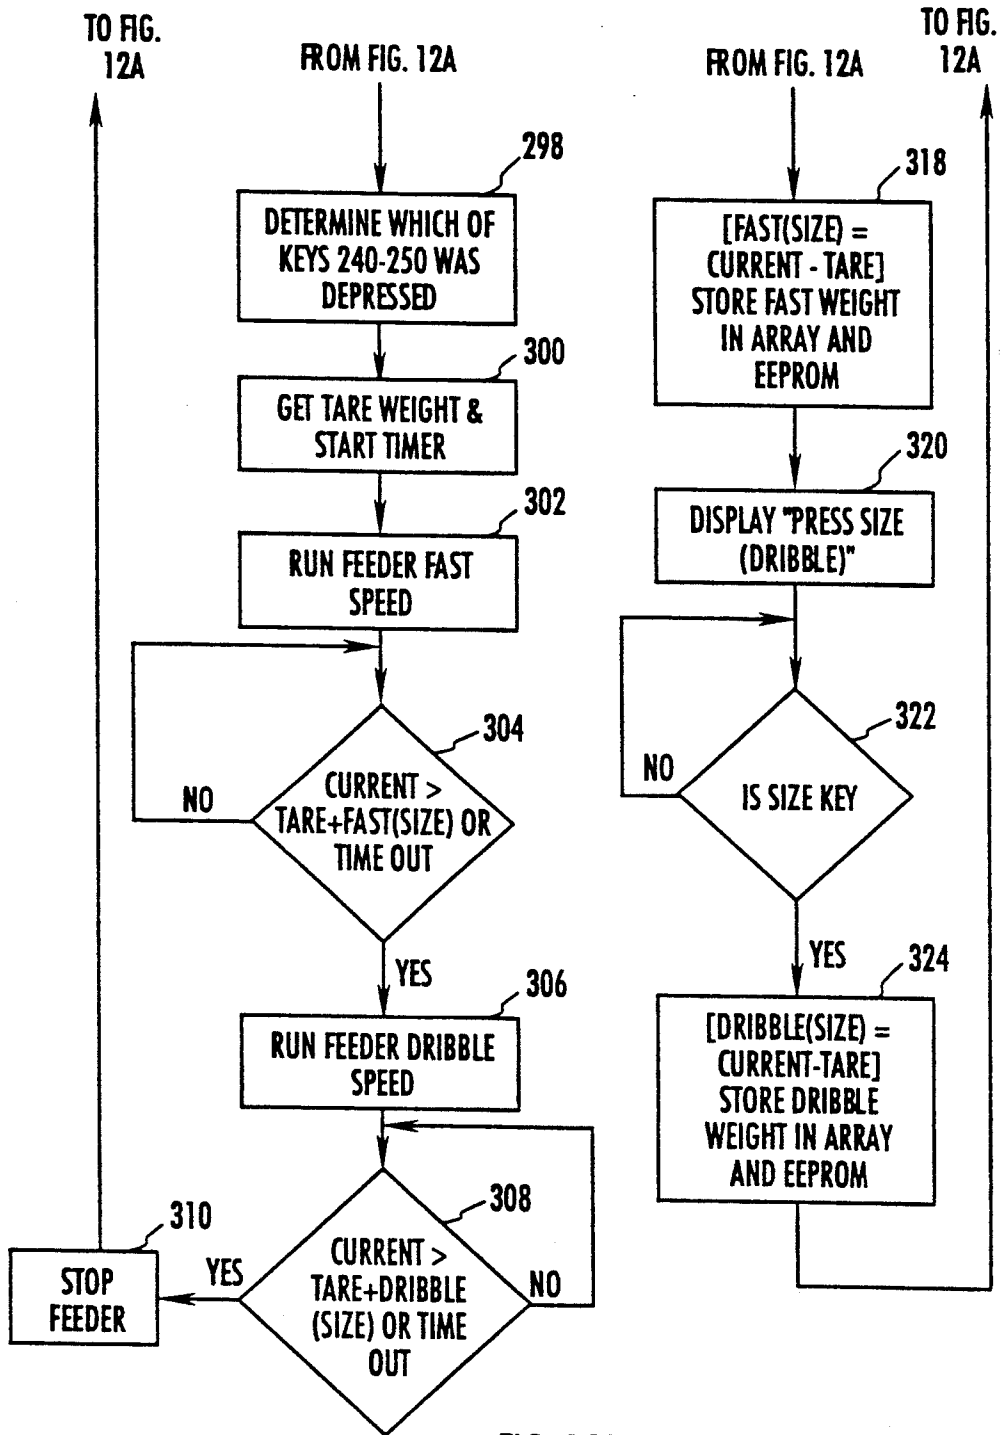 TO FIG.
12A
FROM FIG. 12A
298
DETERMINE WHICH OF
KEYS 240-250 WAS
DEPRESSED
300
GET TARE WEIGHT &
START TIMER
302
RUN FEEDER FAST
SPEED
304
CURRENT >
TARE+FAST(SIZE) OR
TIME OUT
NO
YES
306
RUN FEEDER DRIBBLE
SPEED
308
CURRENT >
TARE+DRIBBLE
(SIZE) OR TIME
OUT
NO
YES
310
STOP
FEEDER
FROM FIG. 12A
TO FIG.
12A
318
[FAST(SIZE) =
CURRENT - TARE]
STORE FAST WEIGHT
IN ARRAY AND
EEPROM
320
DISPLAY "PRESS SIZE
(DRIBBLE)"
322
IS SIZE KEY
NO
YES
324
[DRIBBLE(SIZE) =
CURRENT-TARE]
STORE DRIBBLE
WEIGHT IN ARRAY
AND EEPROM